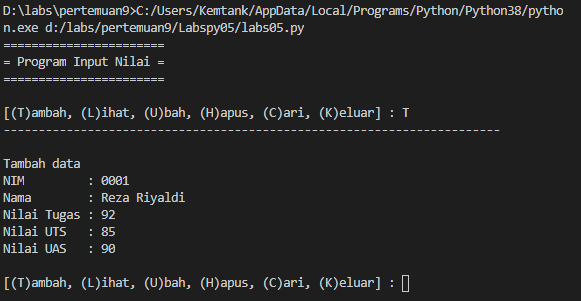 D:\labs\pertemuan9>C:/Users/Kemtank/AppData/Local/Programs/Python/Python38/pytho
n.exe d:/labs/pertemuan9/Labspy05/labs05.py
=======================
= Program Input Nilai =
=======================
[(T)ambah, (L)ihat, (U)bah, (H)apus, (C)ari, (K)eluar] : T
-----------------------------------------------------------------------
Tambah data
NIM         : 0001
Nama        : Reza Riyaldi
Nilai Tugas : 92
Nilai UTS   : 85
Nilai UAS   : 90
[(T)ambah, (L)ihat, (U)bah, (H)apus, (C)ari, (K)eluar] :